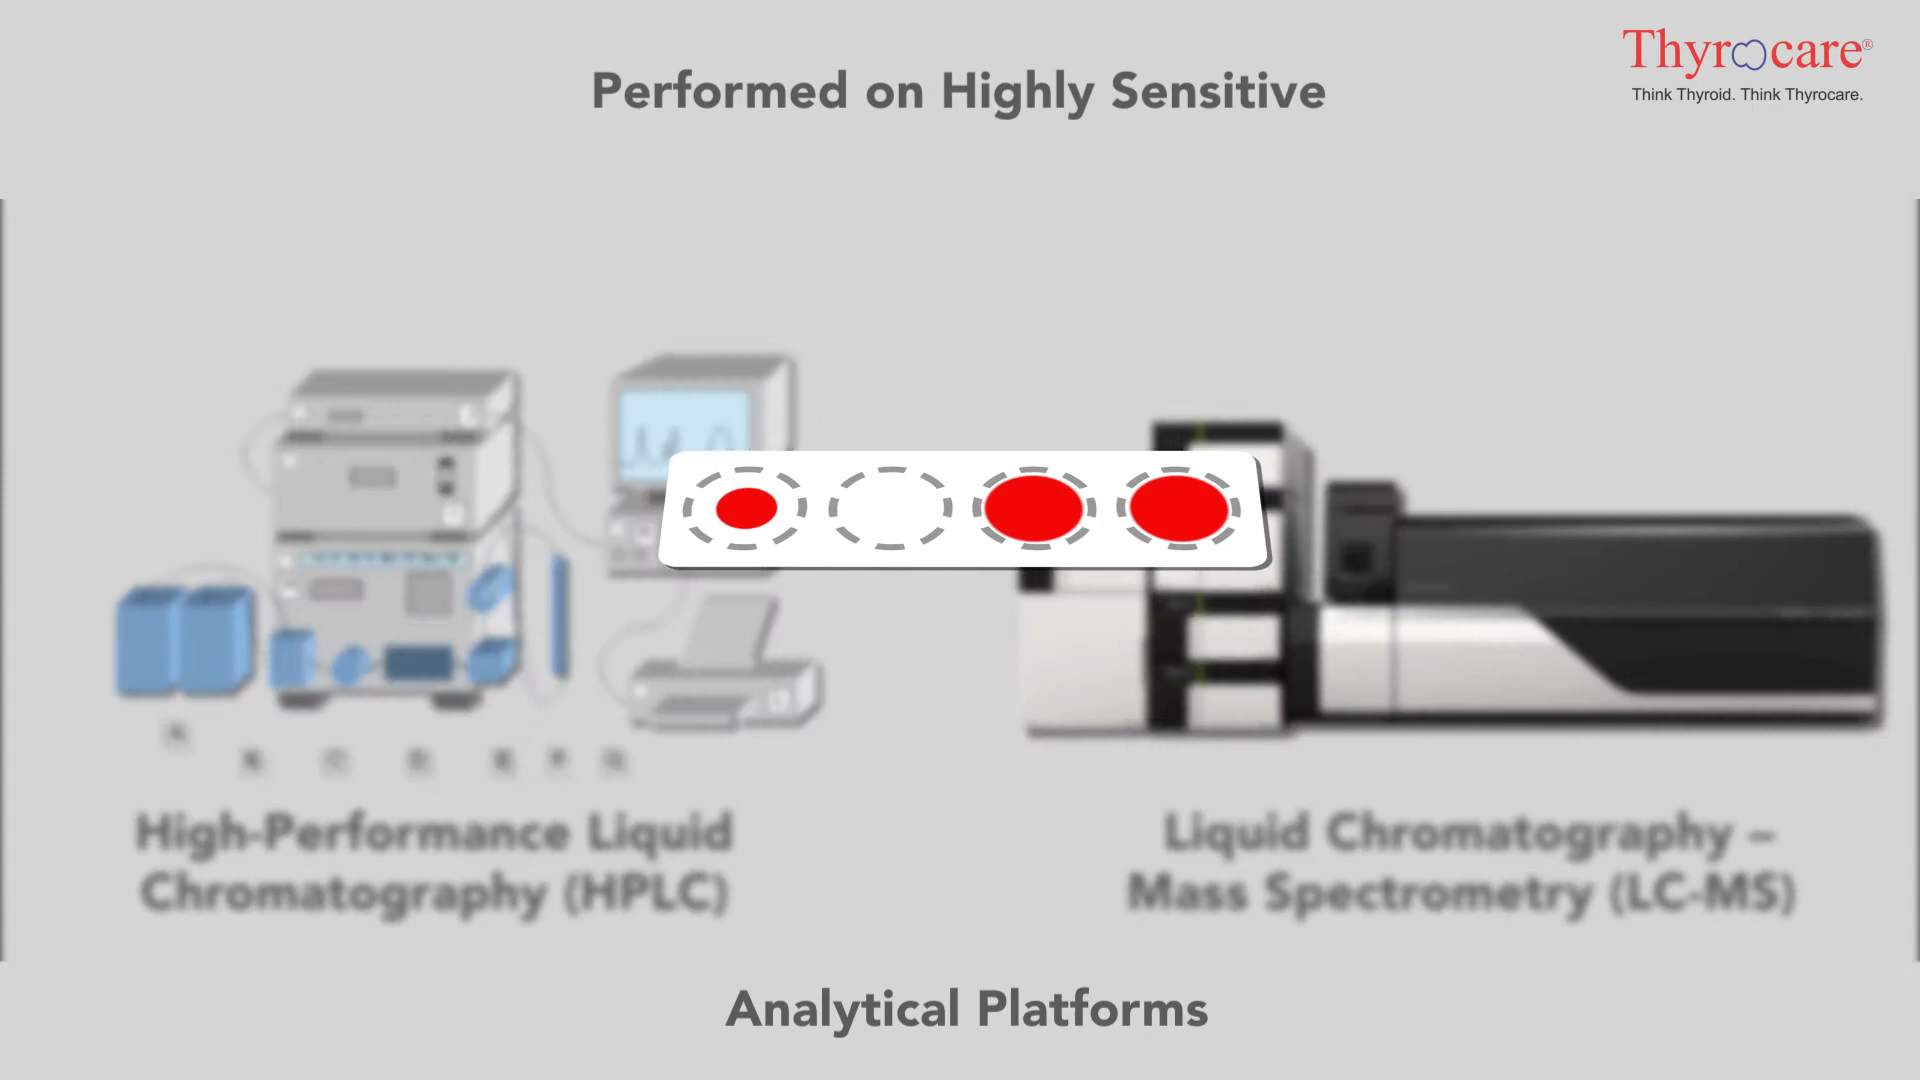 Thyrocare®
Think Thyroid. Think Thyrocare.
Performed on Highly Sensitive
High-Performance Liquid
Chromatography (HPLC)
Liquid Chromatography –
Mass Spectrometry (LC-MS)
Analytical Platforms